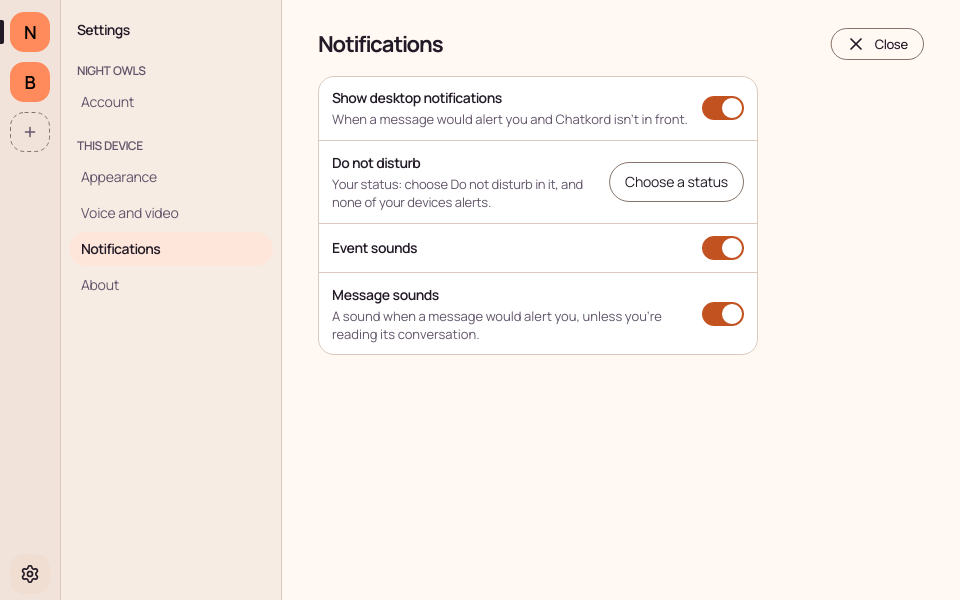 N
B
Settings
NIGHT OWLS
Account
THIS DEVICE
Appearance
Voice and video
Notifications
About
Notifications
Close
Show desktop notifications
When a message would alert you and Chatkord isn't in front.
Do not disturb
Your status: choose Do not disturb in it, and
none of your devices alerts.
Choose a status
Event sounds
Message sounds
A sound when a message would alert you, unless you're
reading its conversation.